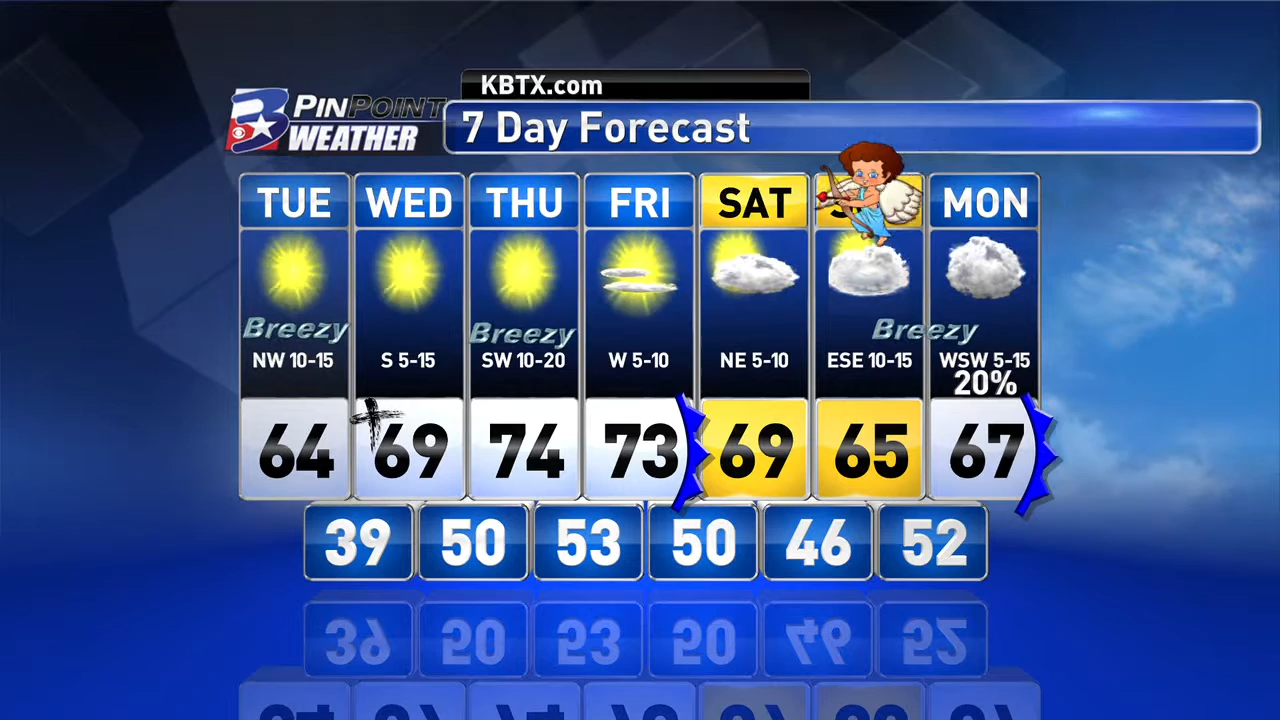 KBTX.com
PINPOINT
WEATHER
7 Day Forecast
TUE WED THU FRI SAT MON
Breezy Breezy Breezy
NW 10-15 S 5-15 SW 10-20 W 5-10 NE 5-10 ESE 10-15 WSW 5-15
20%
64 69 74 73 69 65 67
39 50 53 50 46 52